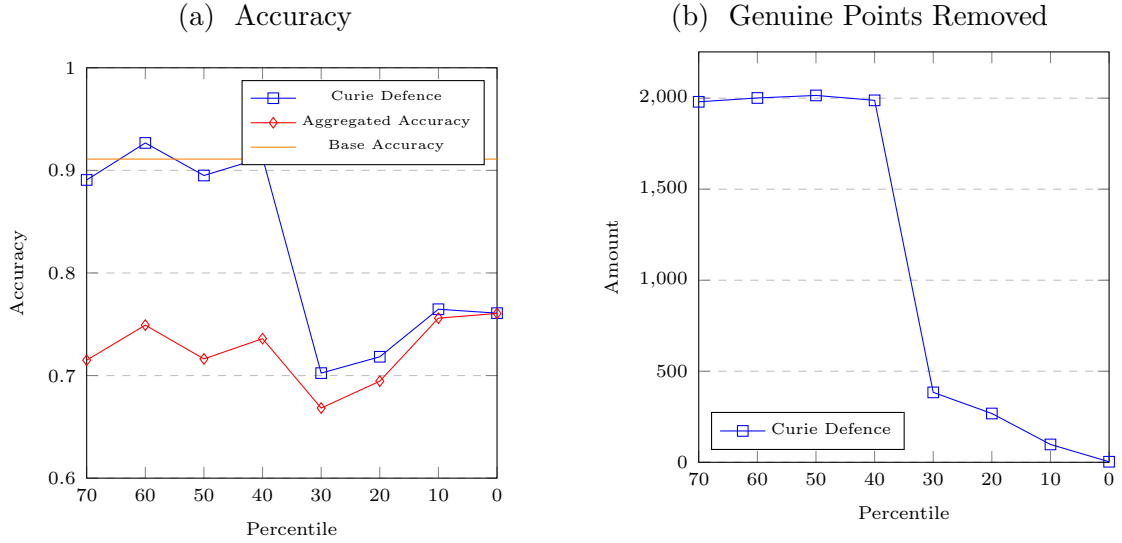 (a) Accuracy
1
0.9
0.8
0.7
0.6
70 60 50 40 30 20 10 0
Accuracy
Percentile
Curie Defence
Aggregated Accuracy
Base Accuracy
(b) Genuine Points Removed
2,000
1,500
1,000
500
0
70 60 50 40 30 20 10 0
Amount
Percentile
Curie Defence